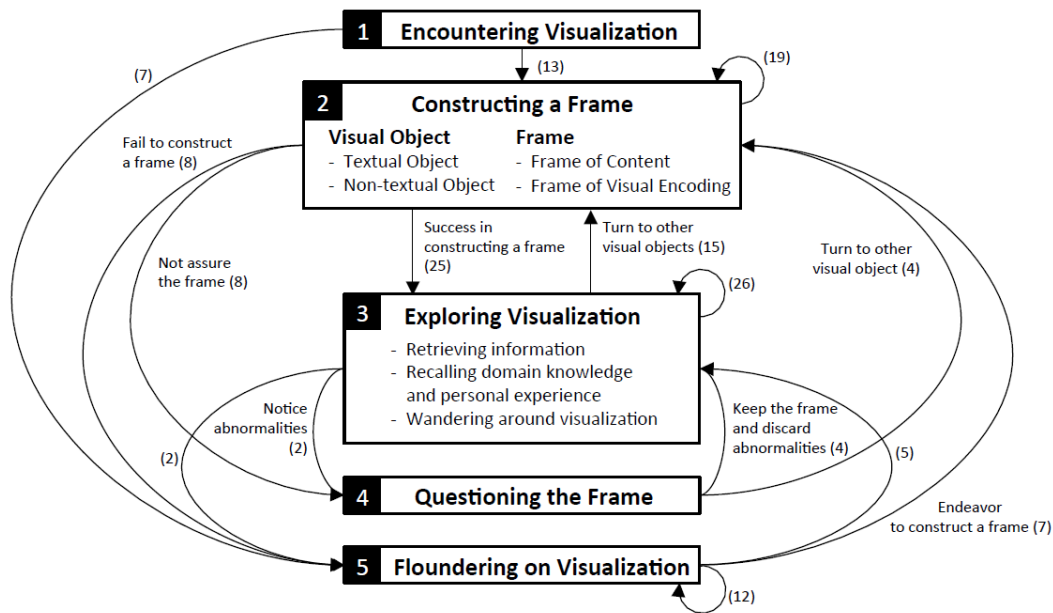 1 Encountering Visualization
(7)
(13)
(19)
2 Constructing a Frame
Visual Object
- Textual Object
- Non-textual Object
Frame
- Frame of Content
- Frame of Visual Encoding
Fail to construct
a frame (8)
Not assure
the frame (8)
Success in
constructing a frame
(25)
Turn to other
visual objects (15)
Turn to other
visual object (4)
(26)
3 Exploring Visualization
- Retrieving information
- Recalling domain knowledge
and personal experience
- Wandering around visualization
Notice
abnormalities
(2)
(2)
Keep the frame
and discard
abnormalities (4)
(5)
4 Questioning the Frame
Endeavor
to construct a frame (7)
5 Floundering on Visualization
(12)